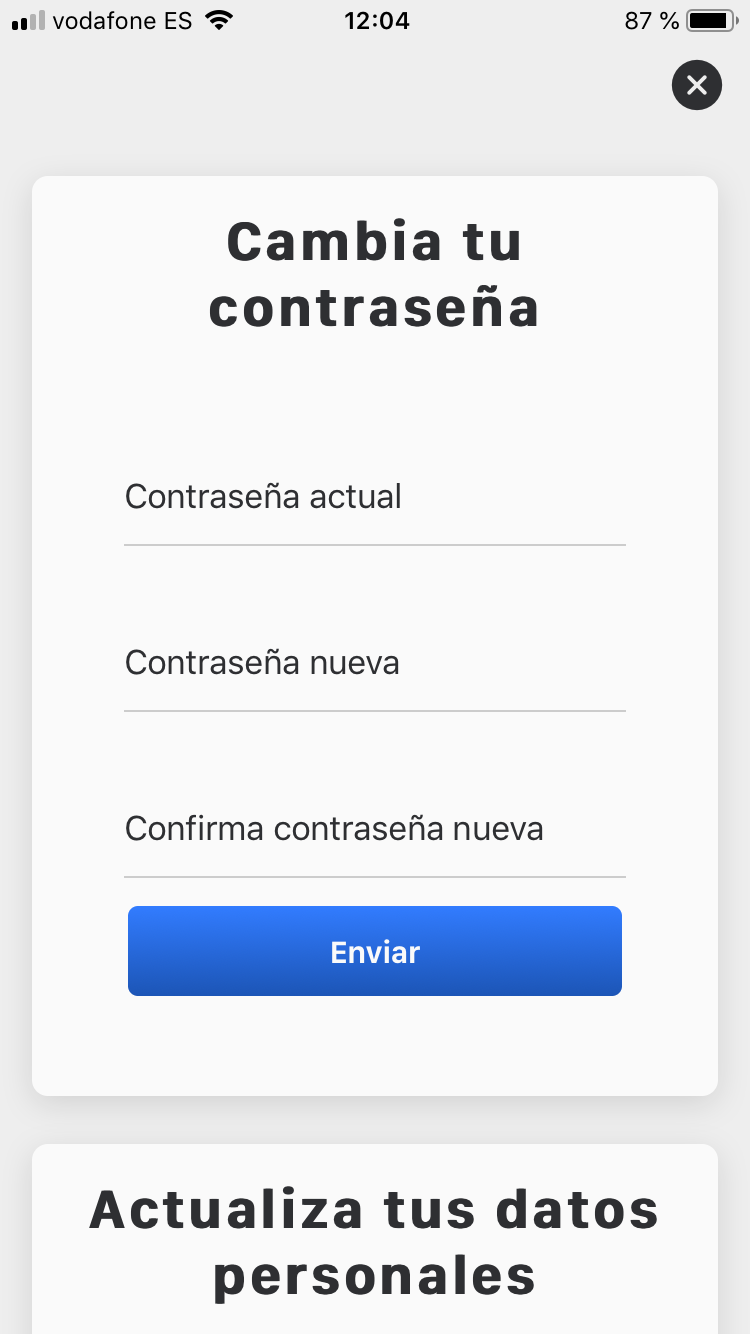 vodafone ES 12:04 87 %
Cambia tu
contraseña
Contraseña actual
Contraseña nueva
Confirma contraseña nueva
Enviar
Actualiza tus datos
personales